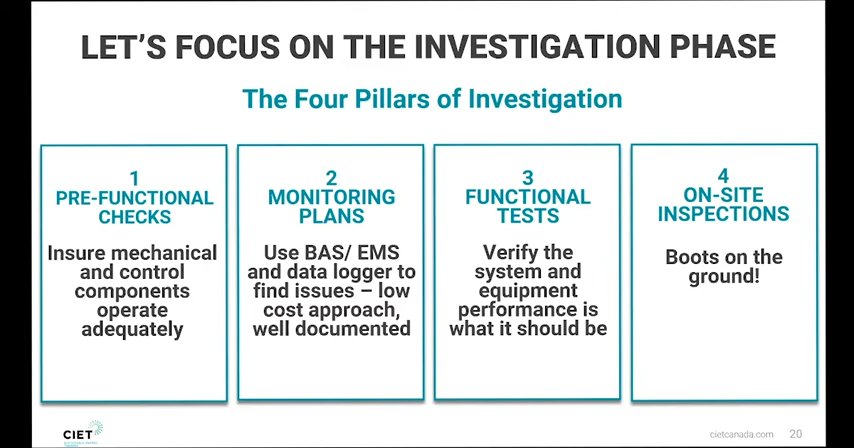 LET'S FOCUS ON THE INVESTIGATION PHASE
The Four Pillars of Investigation
1
PRE-FUNCTIONAL
CHECKS
Insure mechanical
and control
components
operate
adequately
2
MONITORING
PLANS
Use BAS/ EMS
and data logger to
find issues – low
cost approach,
well documented
3
FUNCTIONAL
TESTS
Verify the
system and
equipment
performance is
what it should be
4
ON-SITE
INSPECTIONS
Boots on the
ground!
CIET
cietcanada.com 20